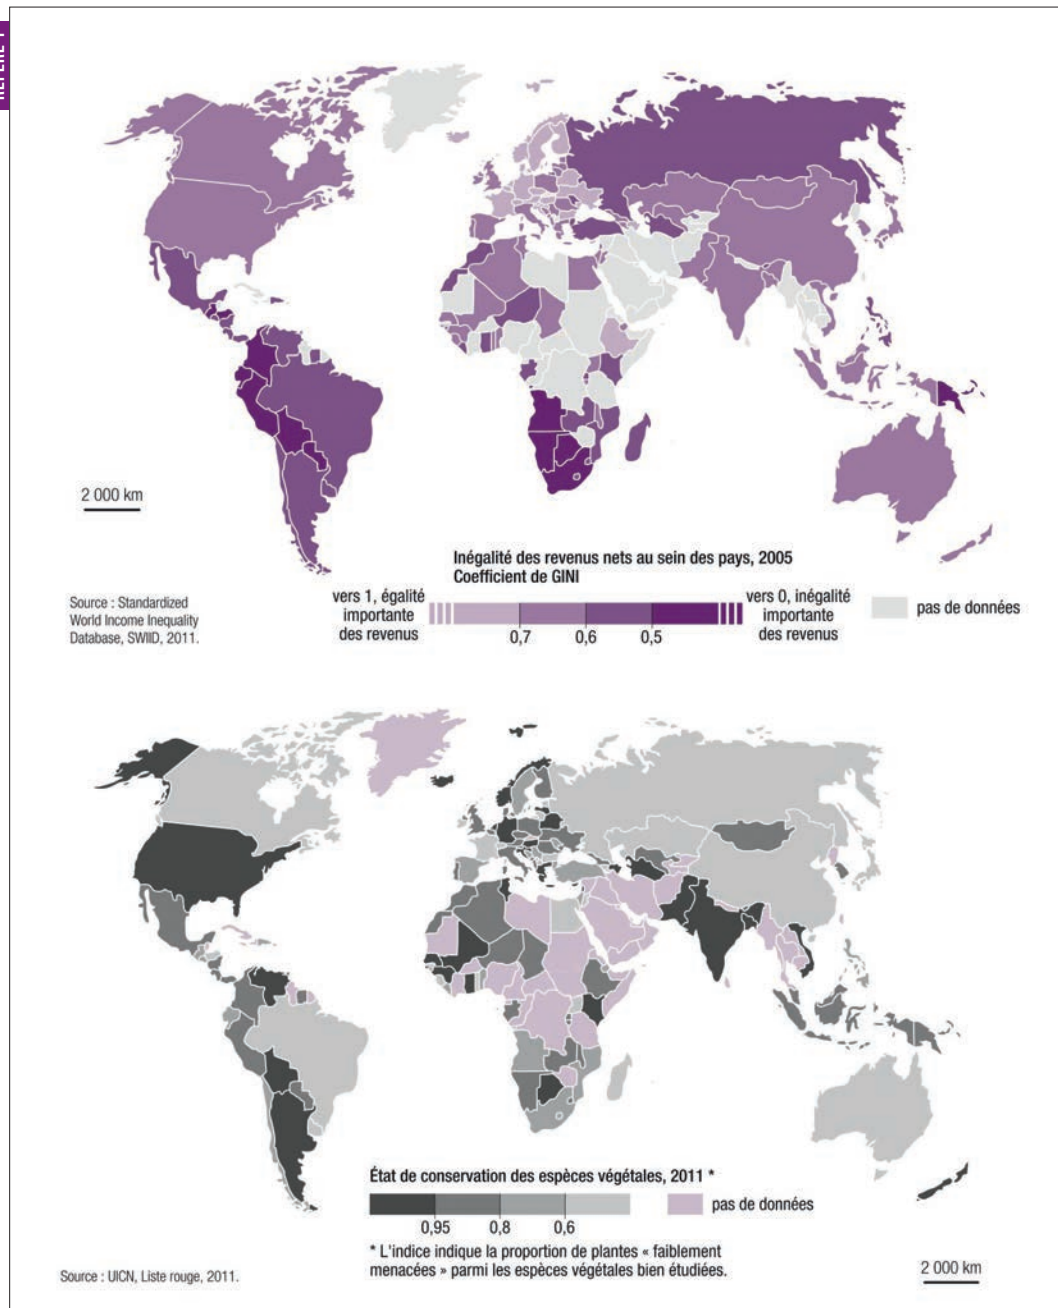 2 000 km
Inégalité des revenus nets au sein des pays, 2005
Coefficient de GINI
vers 1, égalité
importante
des revenus
0,7
0,6
0,5
vers 0, inégalité
importante
des revenus
pas de données
Source : Standardized
World Income Inequality
Database, SWIID, 2011.
État de conservation des espèces végétales, 2011 *
0,95
0,8
0,6
pas de données
* L'indice indique la proportion de plantes « faiblement
menacées » parmi les espèces végétales bien étudiées.
Source : UICN, Liste rouge, 2011.
2 000 km